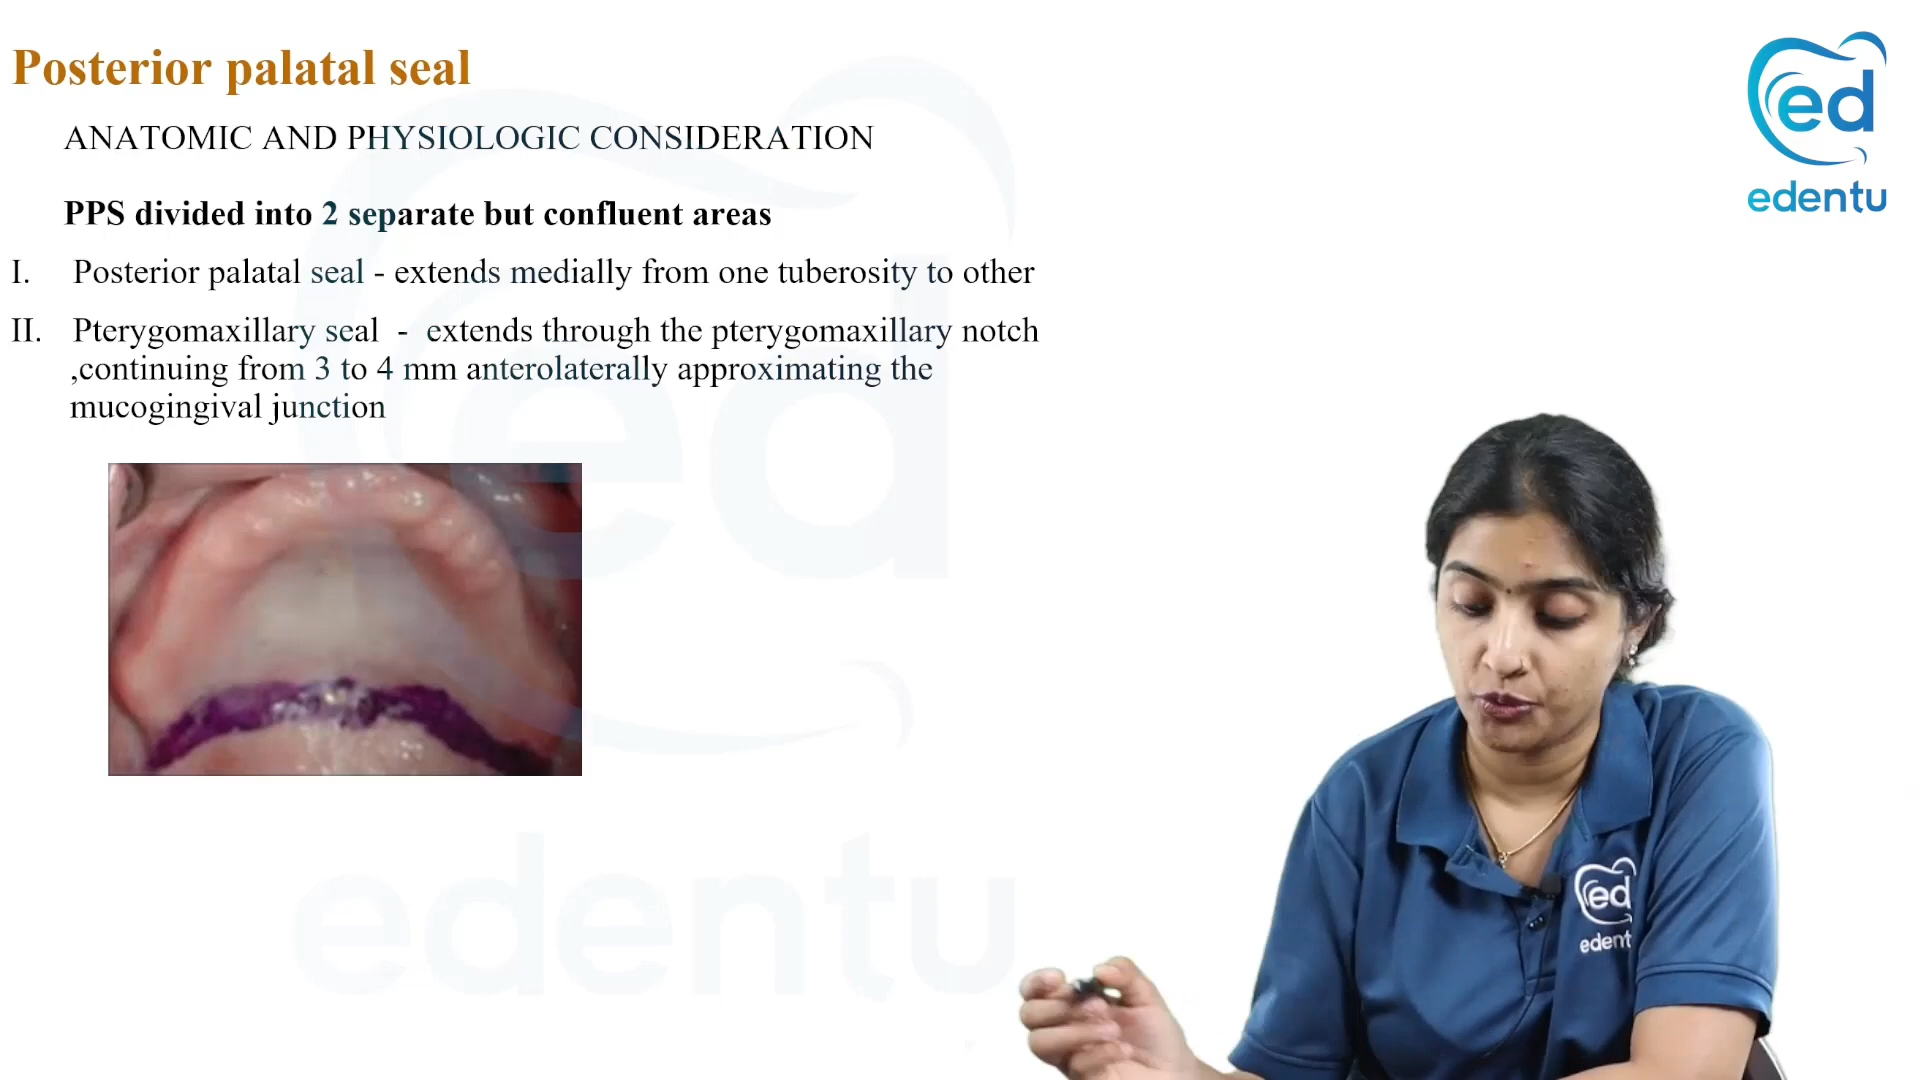 Posterior palatal seal
ANATOMIC AND PHYSIOLOGIC CONSIDERATION
PPS divided into 2 separate but confluent areas
I. Posterior palatal seal - extends medially from one tuberosity to other
II. Pterygomaxillary seal - extends through the pterygomaxillary notch
,continuing from 3 to 4 mm anterolaterally approximating the
mucogingival junction
ed
edentu
ed
edentu
ed
edent